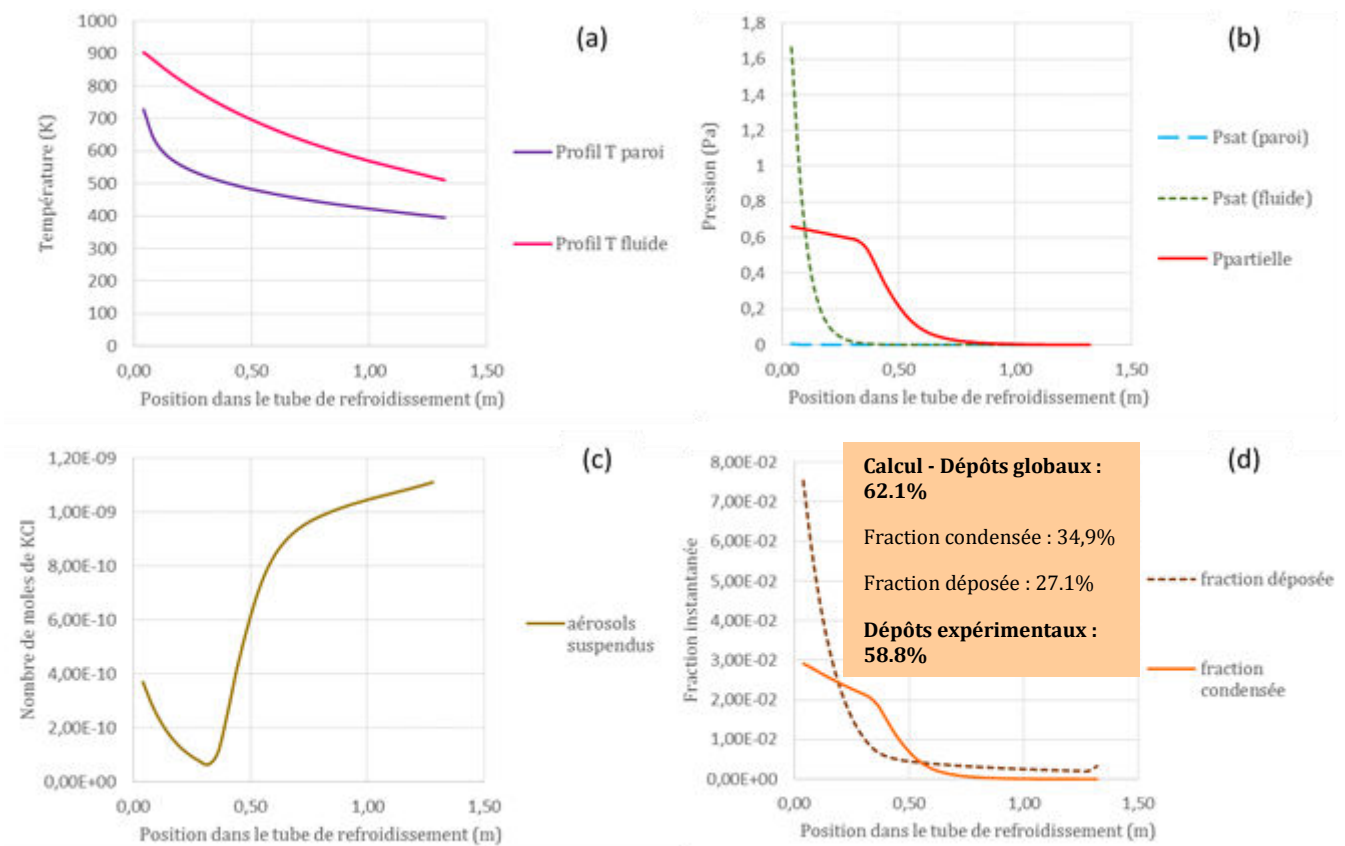 (a)
1000
900
800
700
600
500
400
300
200
100
0
Température (K)
0,00 0,50 1,00 1,50
Position dans le tube de refroidissement (m)
Profil T paroi
Profil T fluide
(b)
1,8
1,6
1,4
1,2
1
0,8
0,6
0,4
0,2
0
Pression (Pa)
0,00 0,50 1,00 1,50
Position dans le tube de refroidissement (m)
Psat (paroi)
Psat (fluide)
Ppartielle
(c)
1,20E-09
1,00E-09
8,00E-10
6,00E-10
4,00E-10
2,00E-10
0,00E+00
Nombre de moles de KCl
0,00 0,50 1,00 1,50
Position dans le tube de refroidissement (m)
aérosols
suspendus
(d)
8,00E-02
7,00E-02
6,00E-02
5,00E-02
4,00E-02
3,00E-02
2,00E-02
1,00E-02
0,00E+00
Fraction instantanée
0,00 0,50 1,00 1,50
Position dans le tube de refroidissement (m)
Calcul - Dépôts globaux :
62.1%
Fraction condensée : 34,9%
Fraction déposée : 27.1%
Dépôts expérimentaux :
58.8%
fraction déposée
fraction
condensée